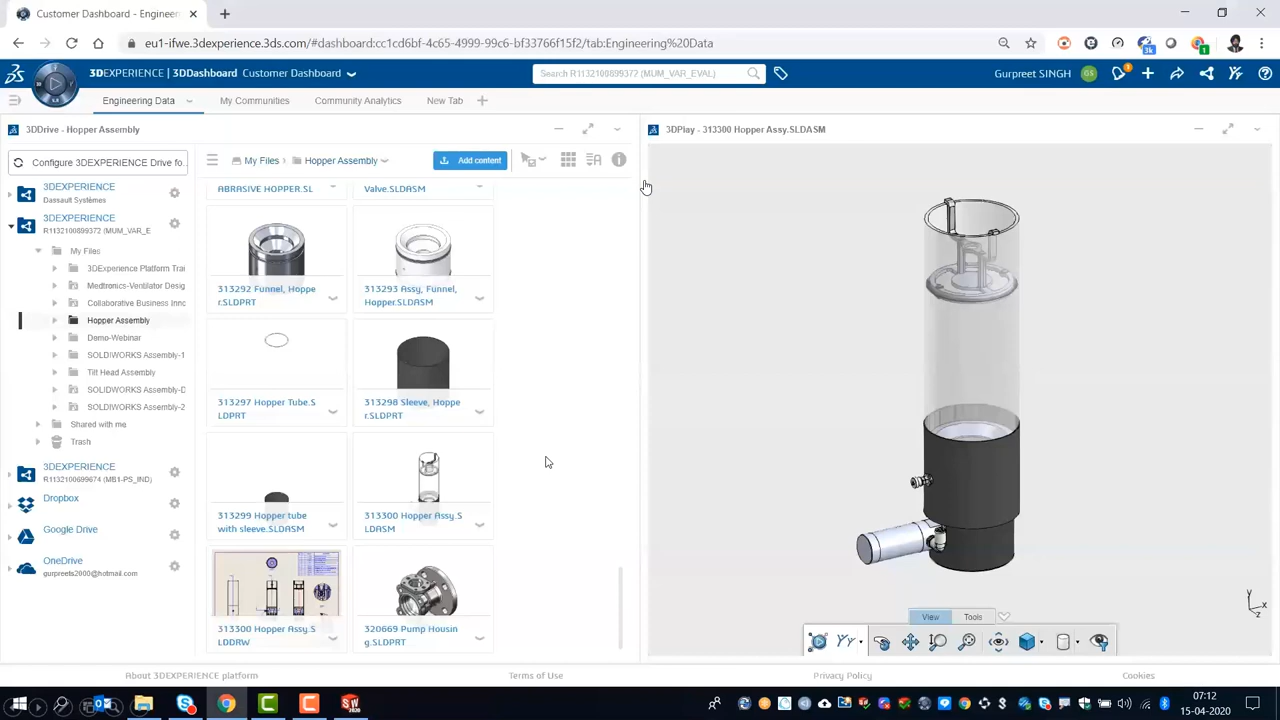 Customer Dashboard - Engineer
eu1-ifwe.3dexperience.3ds.com/#dashboard:cc1cd6bf-4c65-4999-99c6-bf33766f15f2/tab:Engineering%20Data
3k
1
3DEXPERIENCE | 3DDashboard Customer Dashboard
Search R1132100899372 (MUM_VAR_EVAL)
Gurpreet SINGH
GS
1
Engineering Data
My Communities
Community Analytics
New Tab
3DDrive - Hopper Assembly
3DPlay - 313300 Hopper Assy.SLDASM
Configure 3DEXPERIENCE Drive fo..
My Files
Hopper Assembly
Add content
3DEXPERIENCE
Dassault Systèmes
3DEXPERIENCE
R1132100899372 (MUM_VAR_E
My Files
3DExperience Platform Trai
Medtronics-Ventilator Desig
Collaborative Business Inno
Hopper Assembly
Demo-Webinar
SOLDIWORKS Assembly-1
Tilt Head Assembly
SOLIDWORKS Assembly-D
SOLIDWORKS Assembly-2
Shared with me
Trash
3DEXPERIENCE
R1132100699674 (MB1-PS_IND)
Dropbox
Google Drive
OneDrive
gurpreets2000@hotmail.com
ABRASIVE HOPPER.SL
Valve.SLDASM
313292 Funnel, Hoppe
r.SLDPRT
313293 Assy, Funnel,
Hopper.SLDASM
313297 Hopper Tube.S
LDPRT
313298 Sleeve, Hoppe
r.SLDPRT
313299 Hopper tube
with sleeve.SLDASM
313300 Hopper Assy.S
LDASM
313300 Hopper Assy.S
LDDRW
320669 Pump Housin
g.SLDPRT
View
Tools
Y
X
Z
About 3DEXPERIENCE platform
Terms of Use
Privacy Policy
Cookies
07:12
15-04-2020